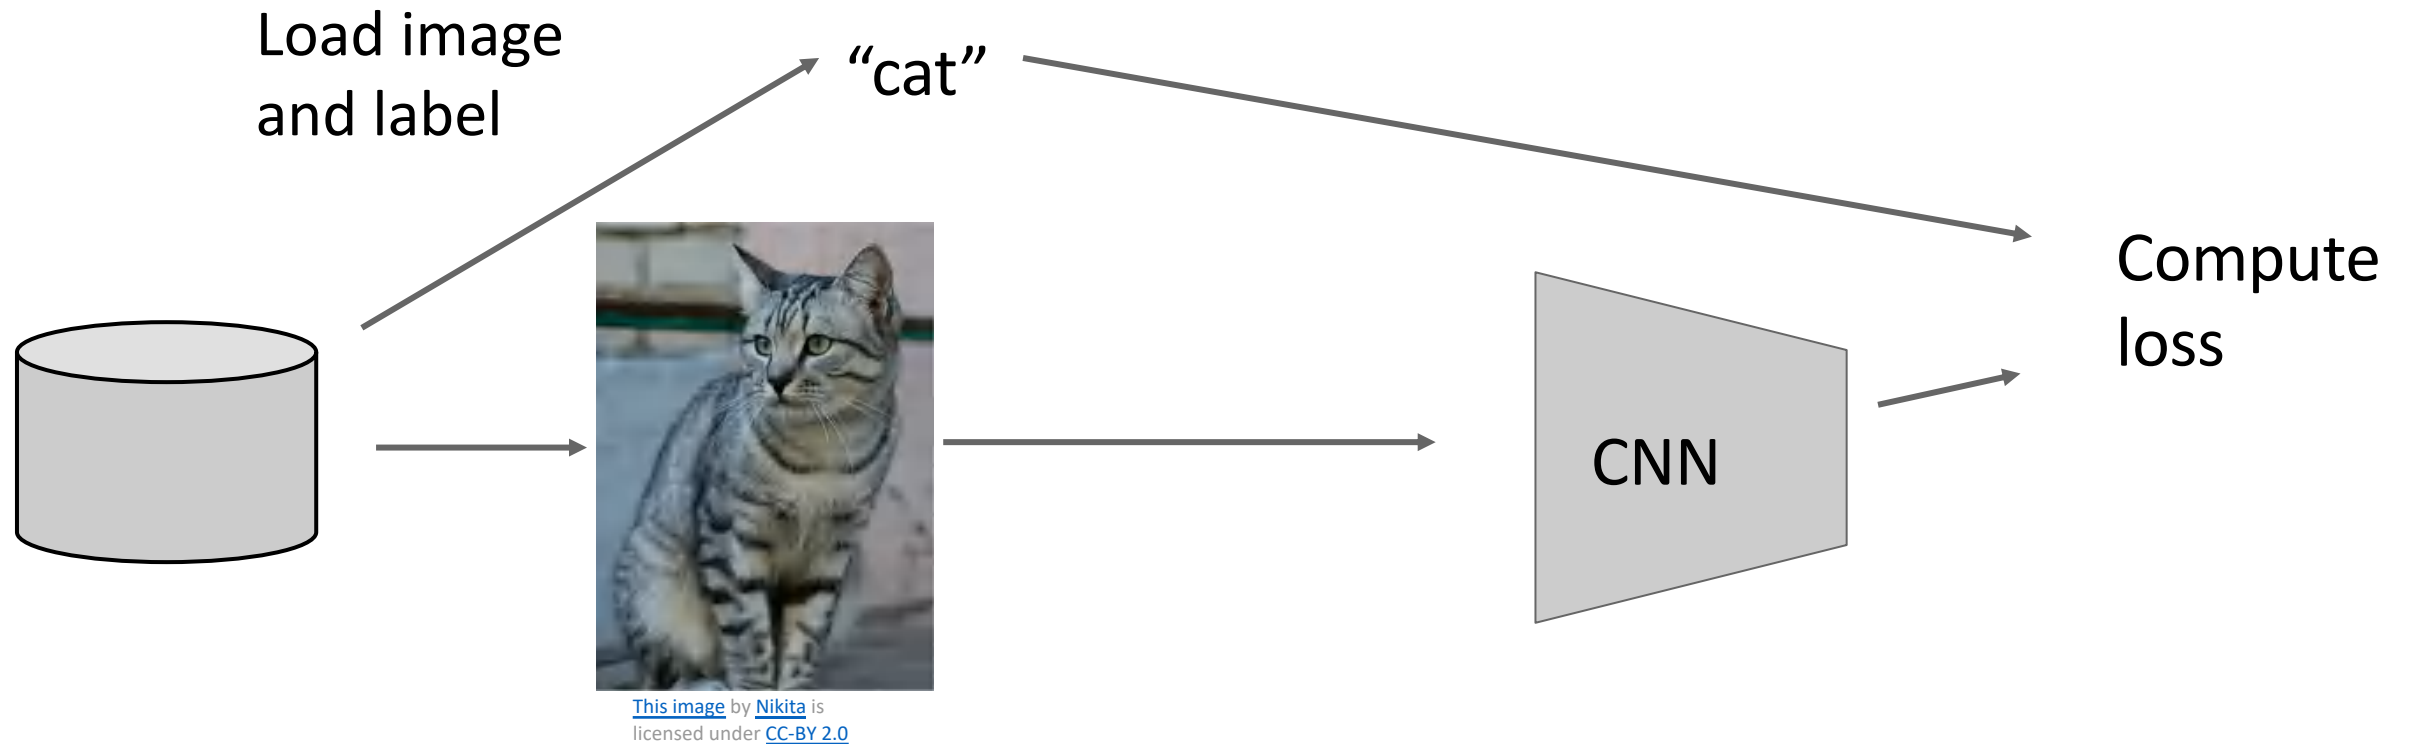 Load image
and label
“cat”
Compute
loss
CNN
This image by Nikita is
licensed under CC-BY 2.0